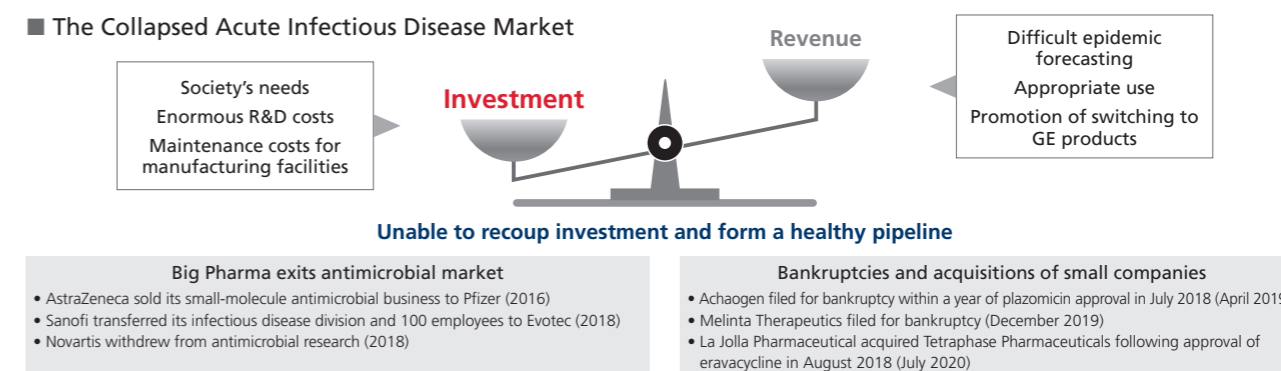 ■ The Collapsed Acute Infectious Disease Market
Society’s needs
Enormous R&D costs
Maintenance costs for
manufacturing facilities
Investment
Revenue
Difficult epidemic
forecasting
Appropriate use
Promotion of switching to
GE products
Unable to recoup investment and form a healthy pipeline
Big Pharma exits antimicrobial market
• AstraZeneca sold its small-molecule antimicrobial business to Pfizer (2016)
• Sanofi transferred its infectious disease division and 100 employees to Evotec (2018)
• Novartis withdrew from antimicrobial research (2018)
Bankruptcies and acquisitions of small companies
• Achaogen filed for bankruptcy within a year of plazomicin approval in July 2018 (April 2019
• Melinta Therapeutics filed for bankruptcy (December 2019)
• La Jolla Pharmaceutical acquired Tetraphase Pharmaceuticals following approval of
eravacycline in August 2018 (July 2020)